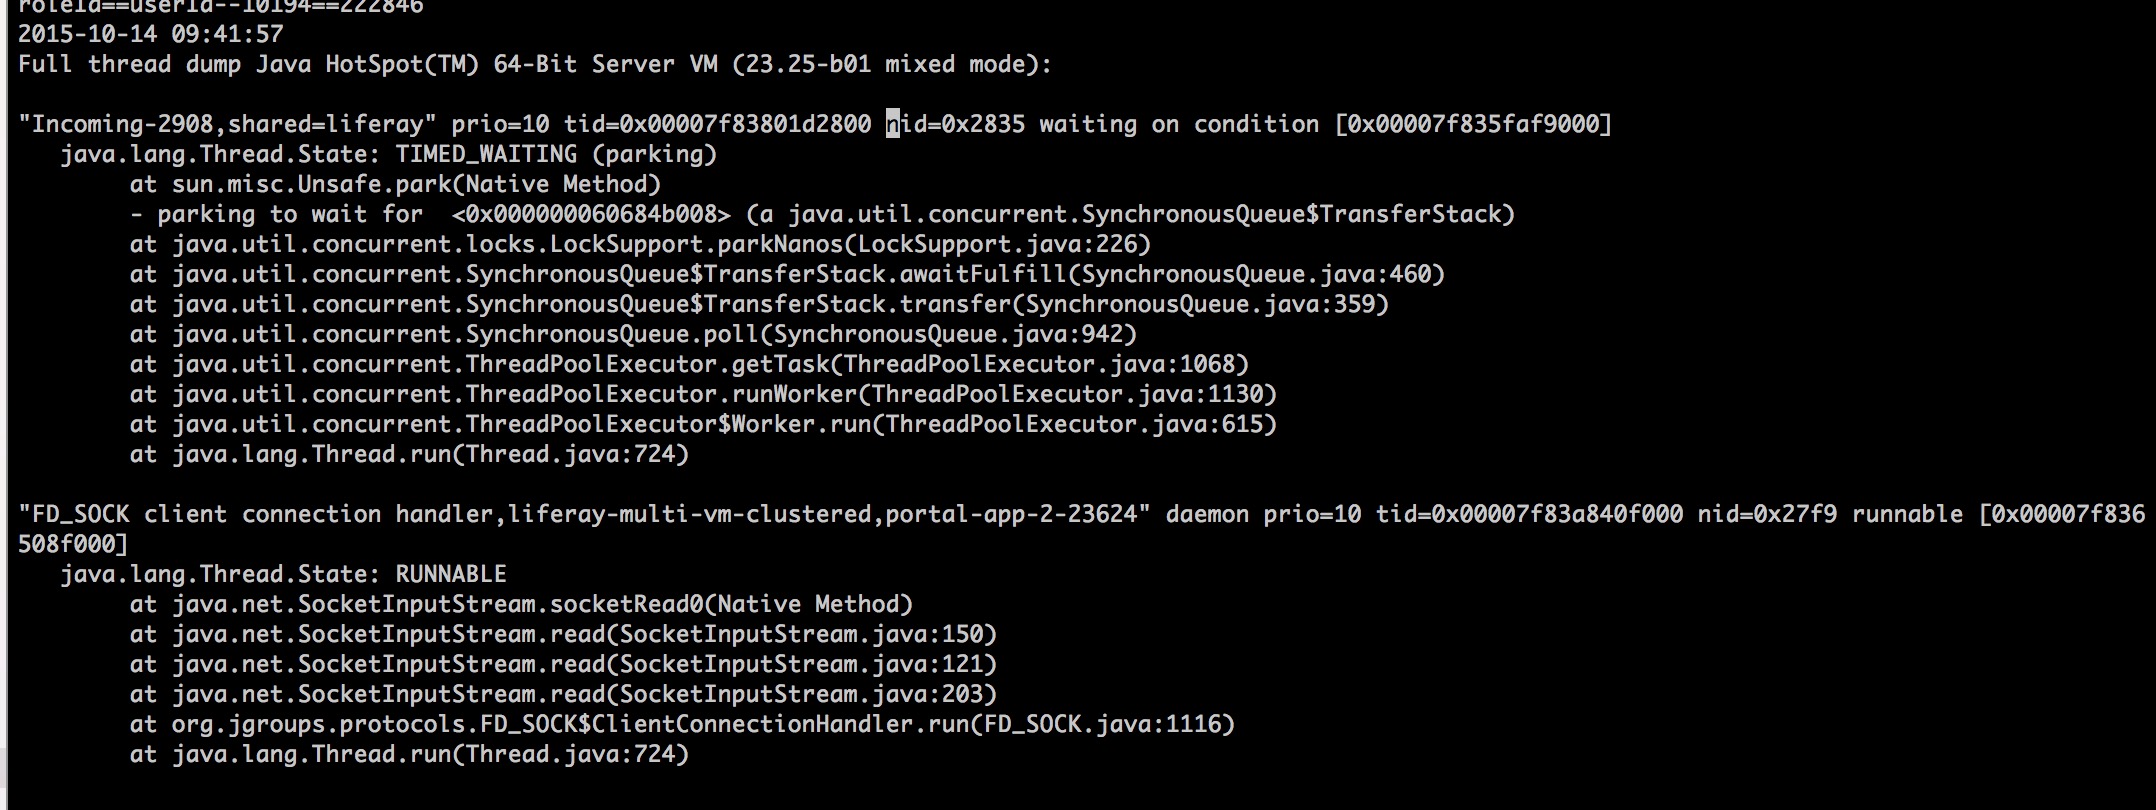 roleId==userId--10194==222846
2015-10-14 09:41:57
Full thread dump Java HotSpot(TM) 64-Bit Server VM (23.25-b01 mixed mode):
"Incoming-2908,shared=liferay" prio=10 tid=0x00007f83801d2800 nid=0x2835 waiting on condition [0x00007f835faf9000]
java.lang.Thread.State: TIMED_WAITING (parking)
at sun.misc.Unsafe.park(Native Method)
- parking to wait for  <0x000000060684b008> (a java.util.concurrent.SynchronousQueue$TransferStack)
at java.util.concurrent.locks.LockSupport.parkNanos(LockSupport.java:226)
at java.util.concurrent.SynchronousQueue$TransferStack.awaitFulfill(SynchronousQueue.java:460)
at java.util.concurrent.SynchronousQueue$TransferStack.transfer(SynchronousQueue.java:359)
at java.util.concurrent.SynchronousQueue.poll(SynchronousQueue.java:942)
at java.util.concurrent.ThreadPoolExecutor.getTask(ThreadPoolExecutor.java:1068)
at java.util.concurrent.ThreadPoolExecutor.runWorker(ThreadPoolExecutor.java:1130)
at java.util.concurrent.ThreadPoolExecutor$Worker.run(ThreadPoolExecutor.java:615)
at java.lang.Thread.run(Thread.java:724)
"FD_SOCK client connection handler,liferay-multi-vm-clustered,portal-app-2-23624" daemon prio=10 tid=0x00007f83a840f000 nid=0x27f9 runnable [0x00007f836
508f000]
java.lang.Thread.State: RUNNABLE
at java.net.SocketInputStream.socketRead0(Native Method)
at java.net.SocketInputStream.read(SocketInputStream.java:150)
at java.net.SocketInputStream.read(SocketInputStream.java:121)
at java.net.SocketInputStream.read(SocketInputStream.java:203)
at org.jgroups.protocols.FD_SOCK$ClientConnectionHandler.run(FD_SOCK.java:1116)
at java.lang.Thread.run(Thread.java:724)